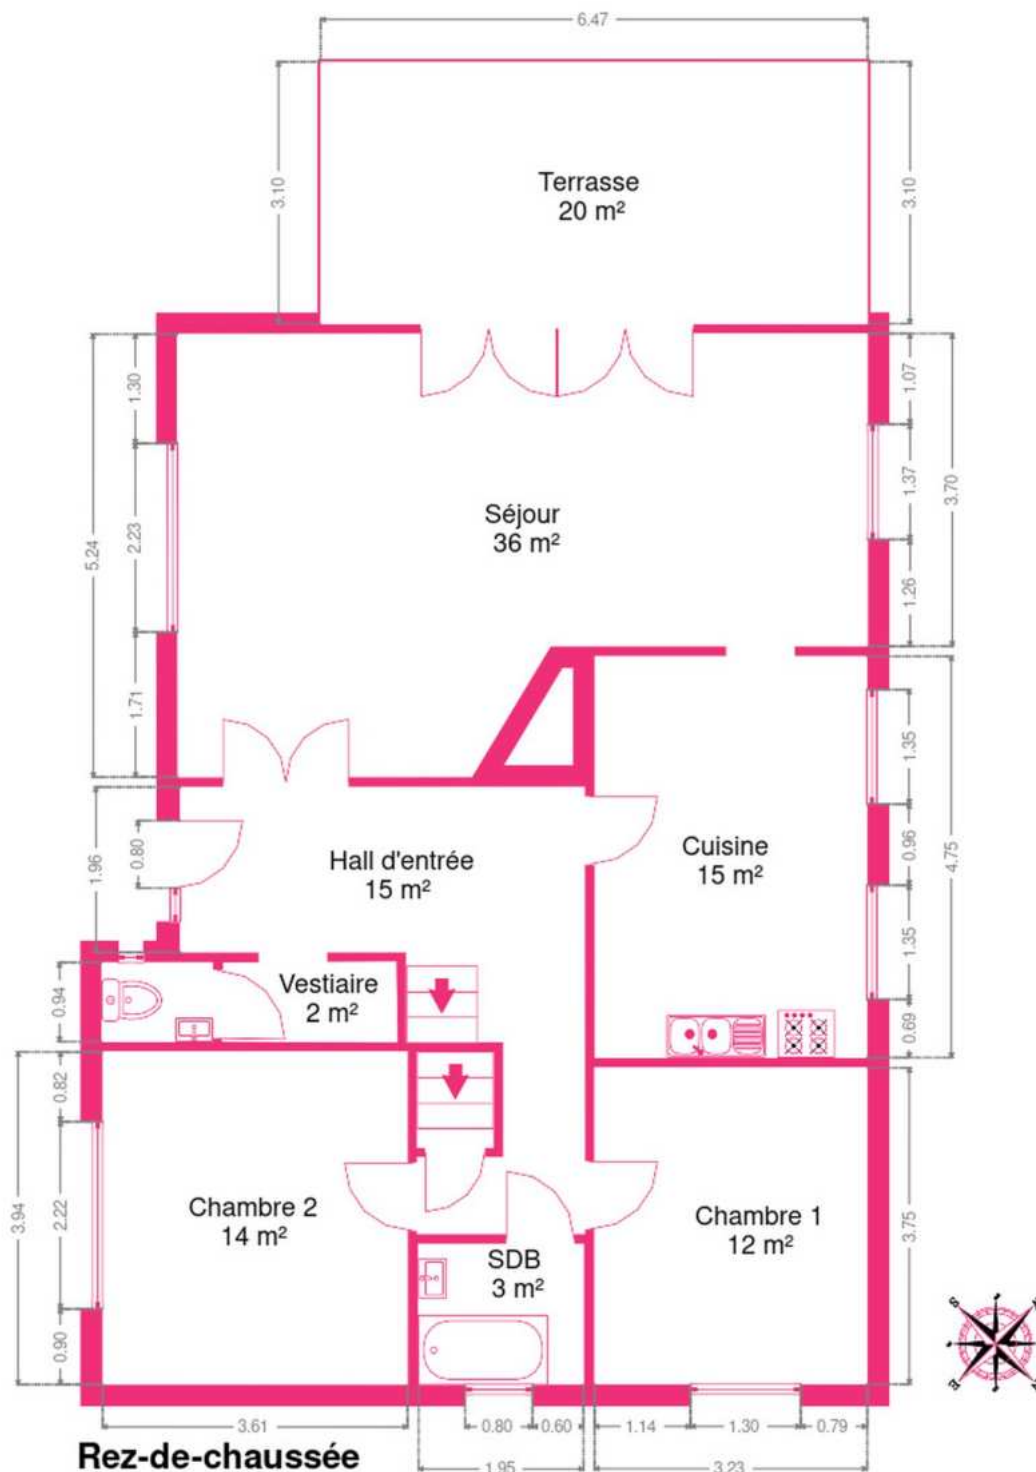 6.47
3.10
3.10
Terrasse
20 m²
1.30
1.07
5.24
2.23
1.37
3.70
Séjour
36 m²
1.26
1.71
1.35
1.96
0.80
Hall d'entrée
15 m²
Cuisine
15 m²
0.96
4.75
1.35
0.94
Vestiaire
2 m²
0.69
0.82
3.94
2.22
Chambre 2
14 m²
Chambre 1
12 m²
3.75
SDB
3 m²
0.90
3.61
0.80
0.60
1.14
1.30
0.79
Rez-de-chaussée
1.95
3.23